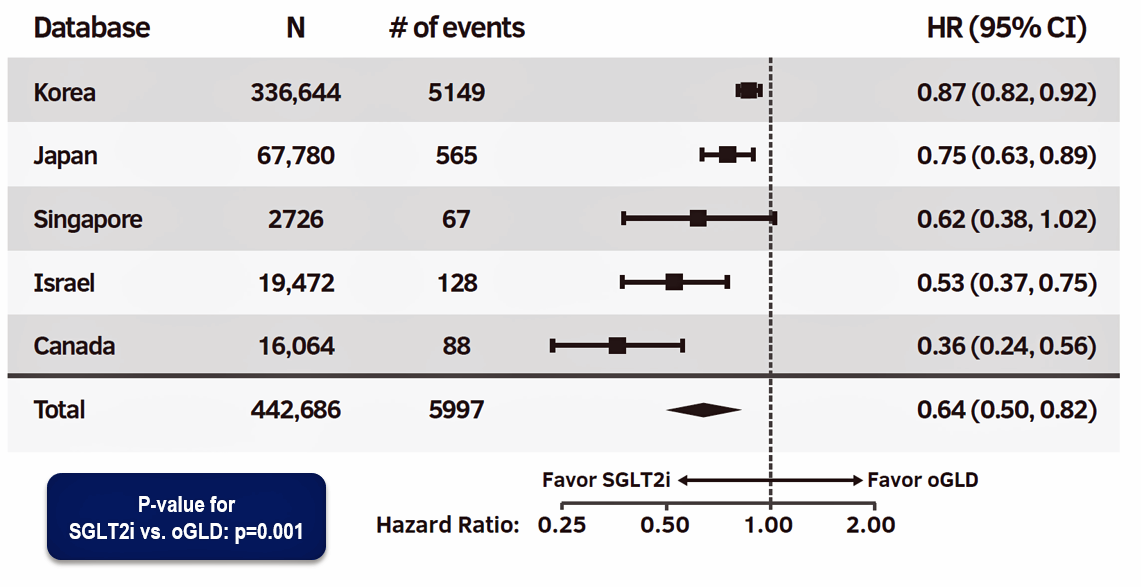 Database N # of events HR (95% CI)
Korea 336,644 5149 0.87 (0.82, 0.92)
Japan 67,780 565 0.75 (0.63, 0.89)
Singapore 2726 67 0.62 (0.38, 1.02)
Israel 19,472 128 0.53 (0.37, 0.75)
Canada 16,064 88 0.36 (0.24, 0.56)
Total 442,686 5997 0.64 (0.50, 0.82)
Favor SGLT2i Favor oGLD
Hazard Ratio: 0.25 0.50 1.00 2.00
P-value for
SGLT2i vs. oGLD: p=0.001